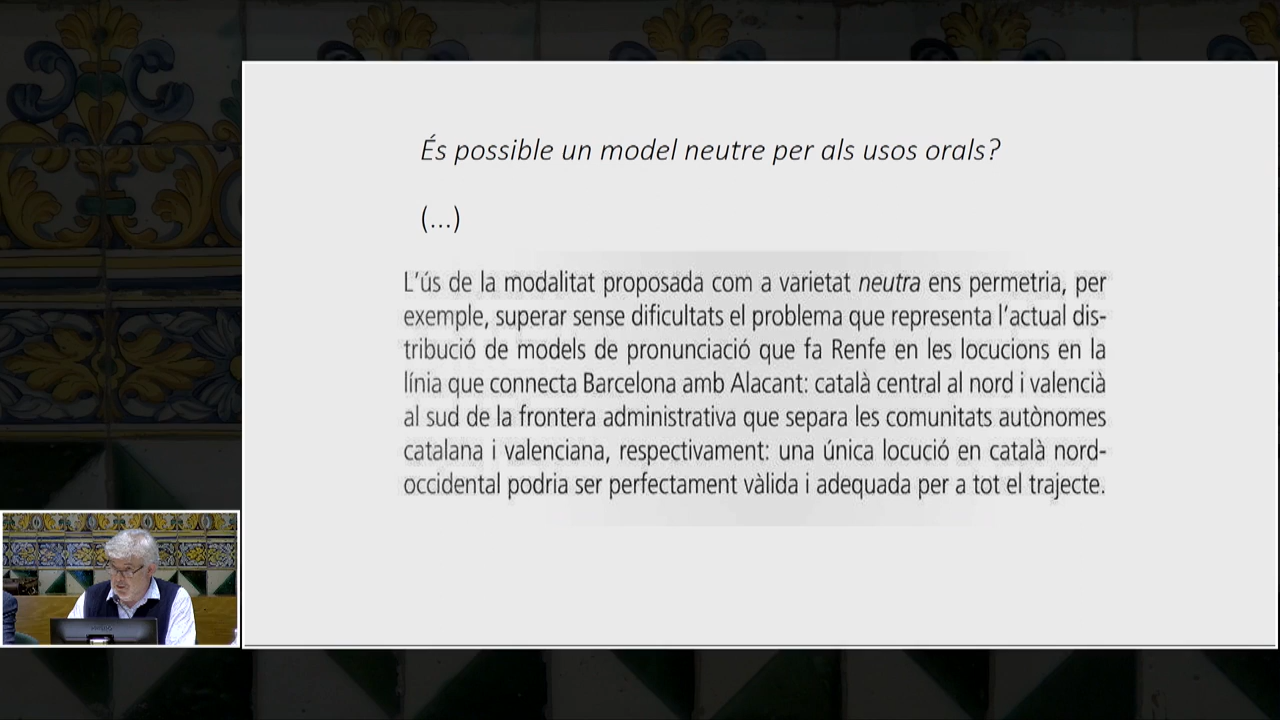 És possible un model neutre per als usos orals?
(...)
L'ús de la modalitat proposada com a varietat neutra ens permetria, per
exemple, superar sense dificultats el problema que representa l'actual dis-
tribució de models de pronunciació que fa Renfe en les locucions en la
línia que connecta Barcelona amb Alacant: català central al nord i valencià
al sud de la frontera administrativa que separa les comunitats autònomes
catalana i valenciana, respectivament: una única locució en català nord-
occidental podria ser perfectament vàlida i adequada per a tot el trajecte.